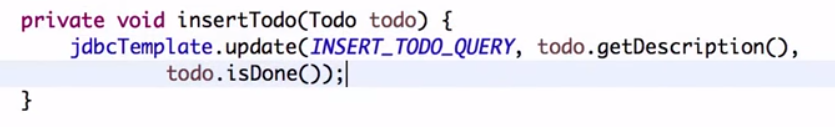 private void insertTodo(Todo todo) {
jdbcTemplate.update(INSERT_TODO_QUERY, todo.getDescription(),
todo.isDone());
}